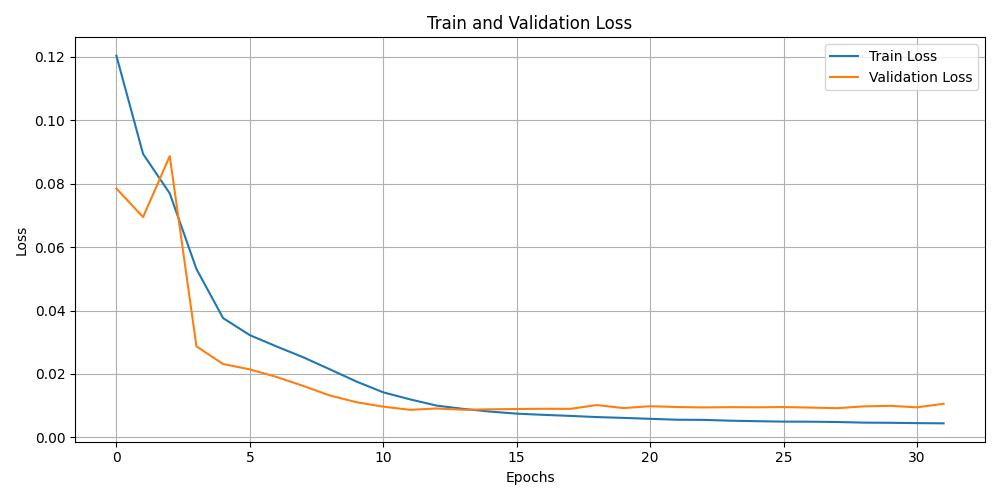 Train and Validation Loss
Train Loss
Validation Loss
0.12
0.10
0.08
0.06
0.04
0.02
0.00
Loss
0 5 10 15 20 25 30
Epochs